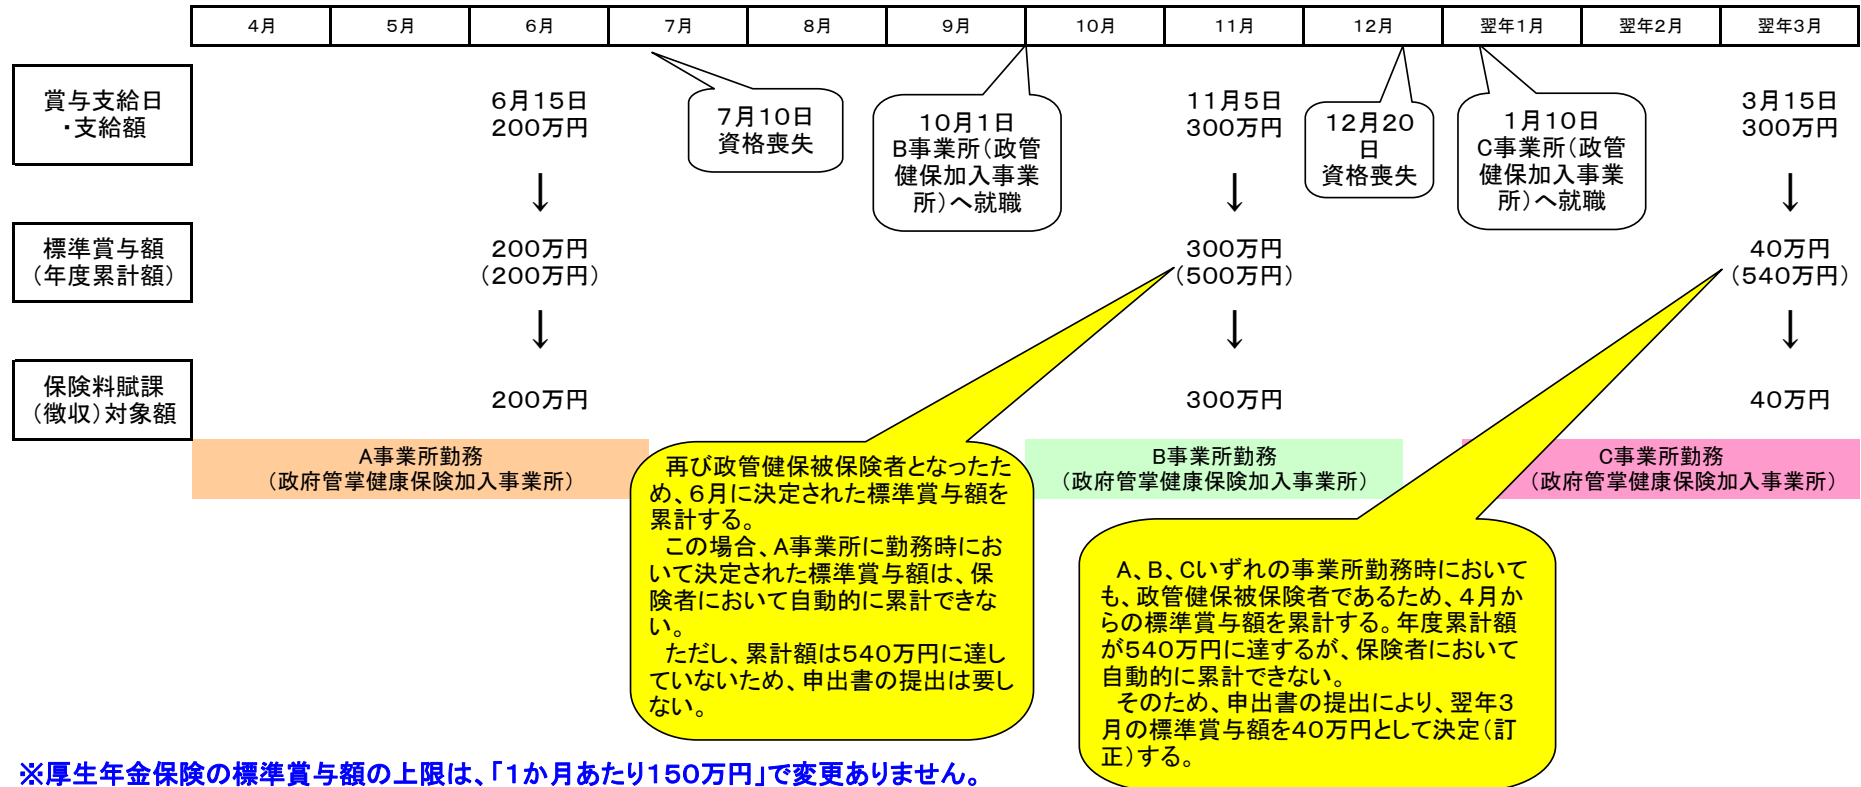 4月 5月 6月 7月 8月 9月 10月 11月 12月 翌年1月 翌年2月 翌年3月
賞与支給日
・支給額
6月15日
200万円
7月10日
資格喪失
10月1日
B事業所（政管
健保加入事業
所）へ就職
11月5日
300万円
12月20
日
資格喪失
1月10日
C事業所（政管
健保加入事業
所）へ就職
3月15日
300万円
↓ ↓ ↓
標準賞与額
（年度累計額）
200万円
（200万円）
300万円
（500万円）
40万円
（540万円）
↓ ↓ ↓
保険料賦課
（徴収）対象額
200万円
300万円
40万円
A事業所勤務
（政府管掌健康保険加入事業所）
B事業所勤務
（政府管掌健康保険加入事業所）
C事業所勤務
（政府管掌健康保険加入事業所）
再び政管健保被保険者となったた
め、6月に決定された標準賞与額を
累計する。
この場合、A事業所に勤務時にお
いて決定された標準賞与額は、保
険者において自動的に累計できな
い。
ただし、累計額は540万円に達し
ていないため、申出書の提出は要し
ない。
A、B、Cいずれの事業所勤務時において
も、政管健保被保険者であるため、4月か
らの標準賞与額を累計する。年度累計額
が540万円に達するが、保険者において
自動的に累計できない。
そのため、申出書の提出により、翌年3
月の標準賞与額を40万円として決定（訂
正）する。
※厚生年金保険の標準賞与額の上限は、「1か月あたり150万円」で変更ありません。